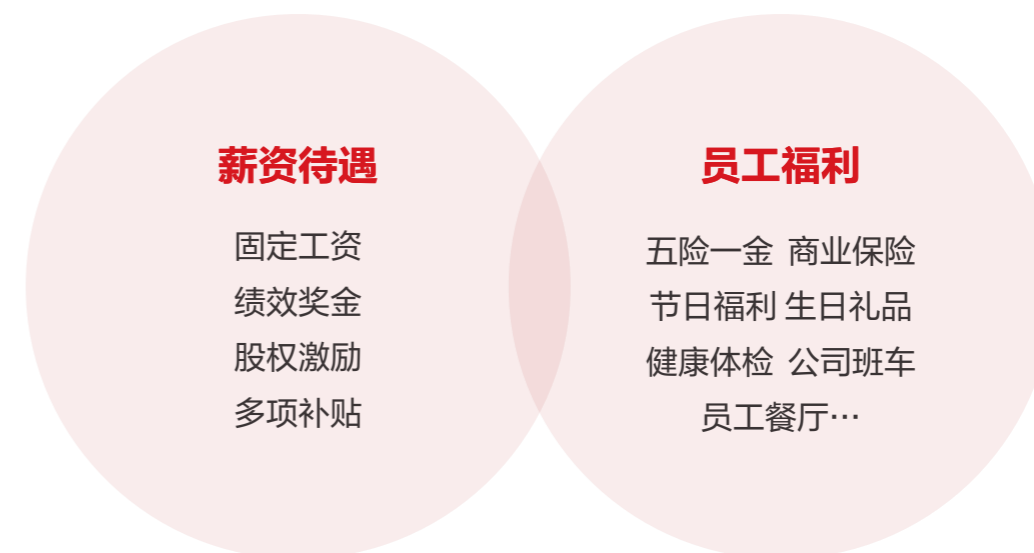 薪资待遇
固定工资
绩效奖金
股权激励
多项补贴
员工福利
五险一金 商业保险
节日福利 生日礼品
健康体检 公司班车
员工餐厅…